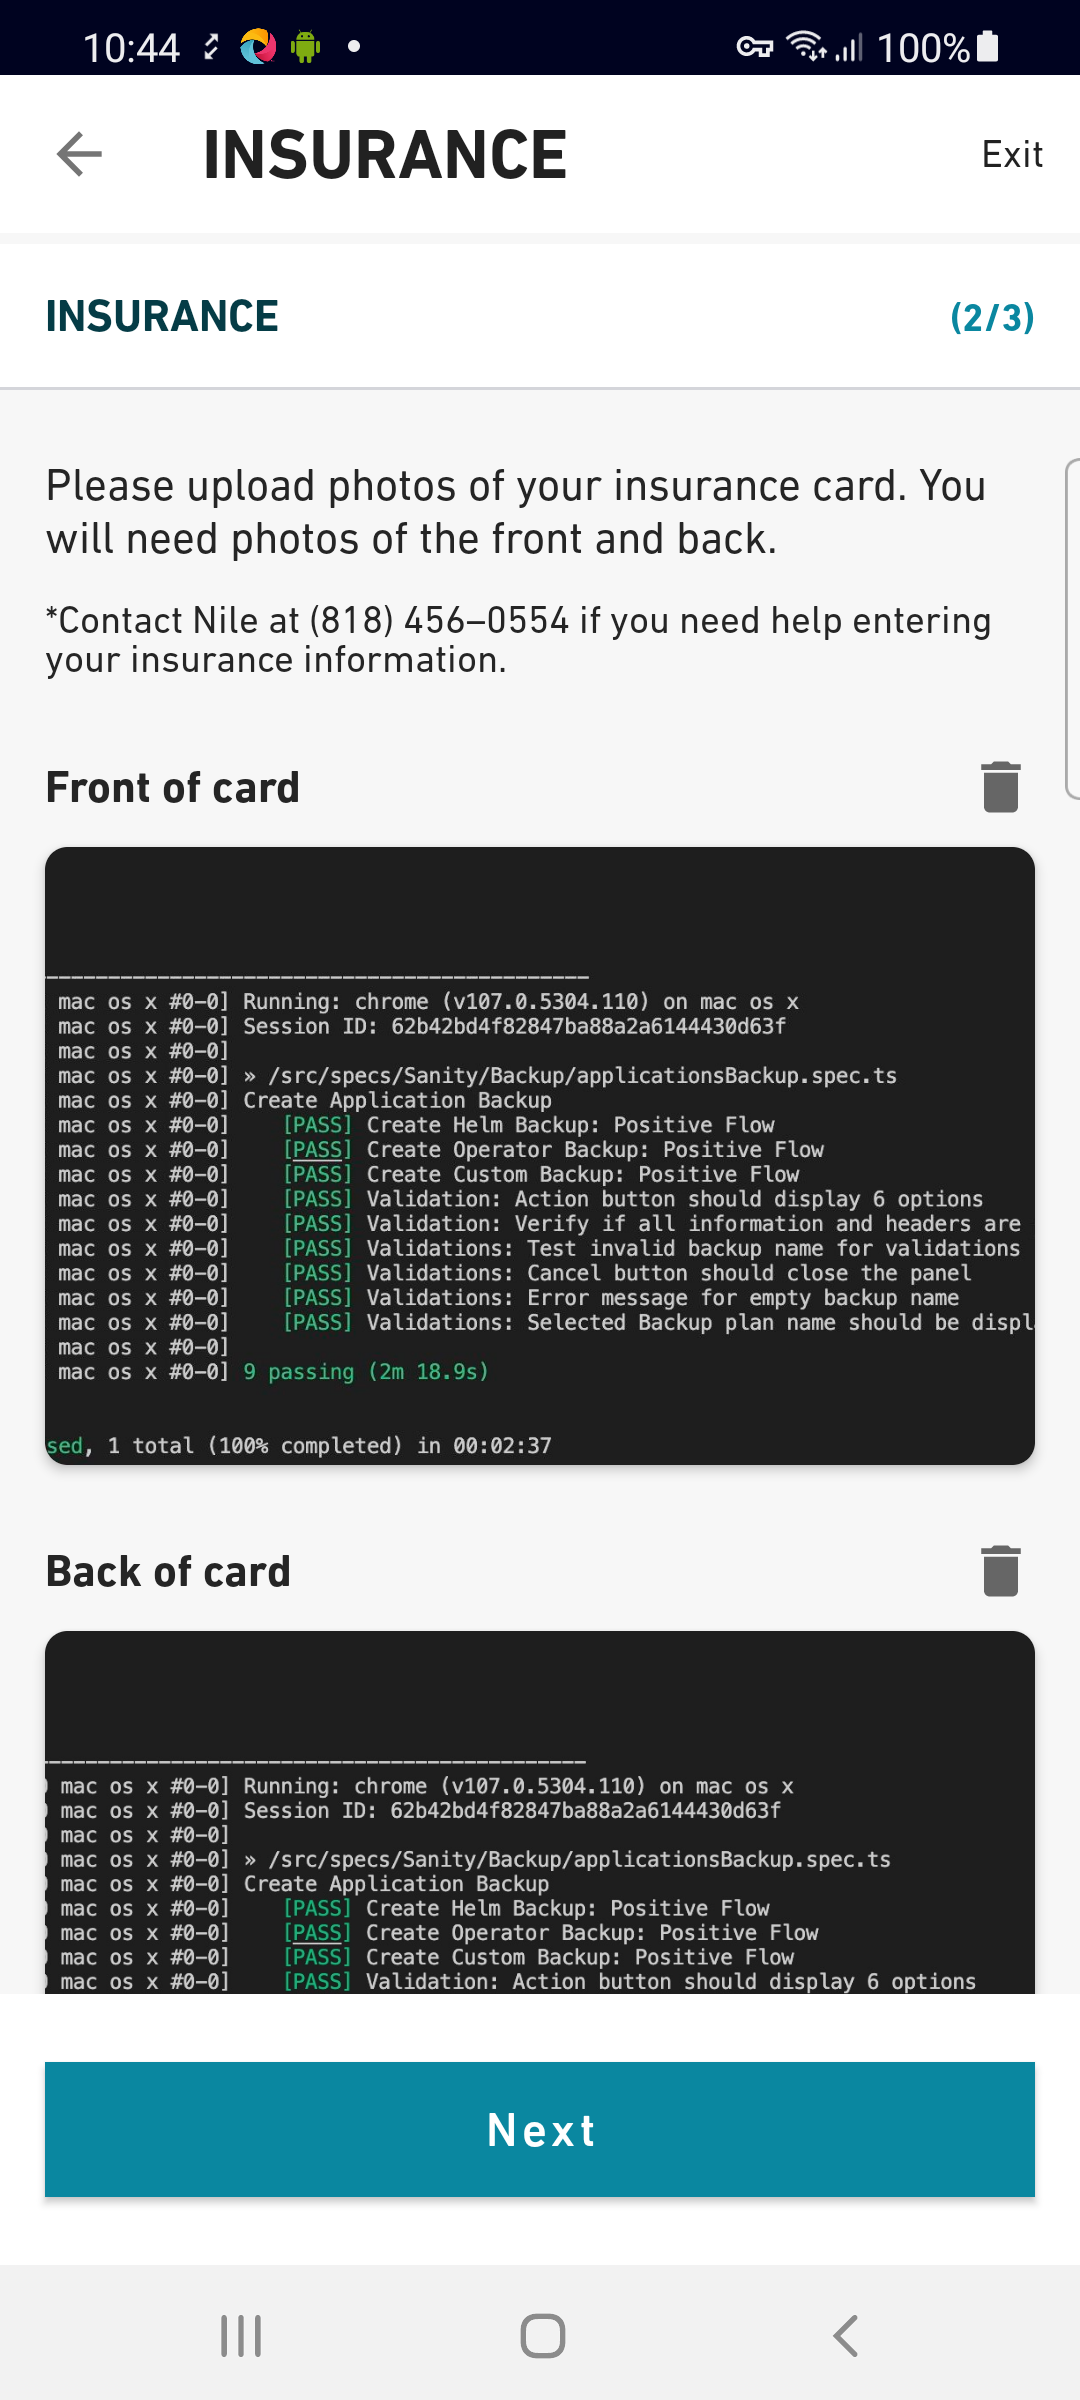 10:44
100%
INSURANCE
Exit
INSURANCE
(2/3)
Please upload photos of your insurance card. You
will need photos of the front and back.
*Contact Nile at (818) 456–0554 if you need help entering
your insurance information.
Front of card
mac os x #0-0] Running: chrome (v107.0.5304.110) on mac os x
mac os x #0-0] Session ID: 62b42bd4f82847ba88a2a6144430d63f
mac os x #0-0]
mac os x #0-0] » /src/specs/Sanity/Backup/applicationsBackup.spec.ts
mac os x #0-0] Create Application Backup
mac os x #0-0] [PASS] Create Helm Backup: Positive Flow
mac os x #0-0] [PASS] Create Operator Backup: Positive Flow
mac os x #0-0] [PASS] Create Custom Backup: Positive Flow
mac os x #0-0] [PASS] Validation: Action button should display 6 options
mac os x #0-0] [PASS] Validation: Verify if all information and headers are
mac os x #0-0] [PASS] Validations: Test invalid backup name for validations
mac os x #0-0] [PASS] Validations: Cancel button should close the panel
mac os x #0-0] [PASS] Validations: Error message for empty backup name
mac os x #0-0] [PASS] Validations: Selected Backup plan name should be displ
mac os x #0-0]
mac os x #0-0] 9 passing (2m 18.9s)
sed, 1 total (100% completed) in 00:02:37
Back of card
mac os x #0-0] Running: chrome (v107.0.5304.110) on mac os x
mac os x #0-0] Session ID: 62b42bd4f82847ba88a2a6144430d63f
mac os x #0-0]
mac os x #0-0] » /src/specs/Sanity/Backup/applicationsBackup.spec.ts
mac os x #0-0] Create Application Backup
mac os x #0-0] [PASS] Create Helm Backup: Positive Flow
mac os x #0-0] [PASS] Create Operator Backup: Positive Flow
mac os x #0-0] [PASS] Create Custom Backup: Positive Flow
mac os x #0-0] [PASS] Validation: Action button should display 6 options
Next